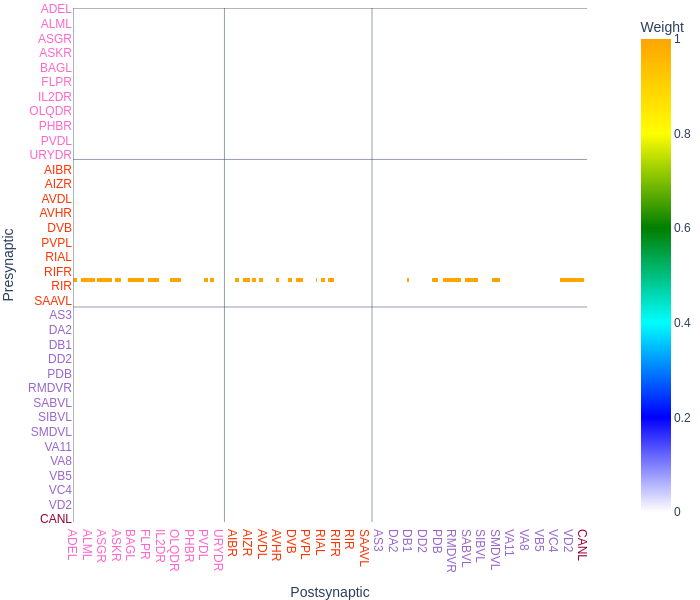 Presynaptic
ADEL
ALML
ASGR
ASKR
BAGL
FLPR
IL2DR
OLQDR
PHBR
PVDL
URYDR
AIBR
AIZR
AVDL
AVHR
DVB
PVPL
RIAL
RIFR
RIR
SAAVL
AS3
DA2
DB1
DD2
PDB
RMDVR
SABVL
SIBVL
SMDVL
VA11
VA8
VB5
VC4
VD2
CANL
ADEL
ALML
ASGR
ASKR
BAGL
FLPR
IL2DR
OLQDR
PHBR
PVDL
URYDR
AIBR
AIZR
AVDL
AVHR
DVB
PVPL
RIAL
RIFR
RIR
SAAVL
AS3
DA2
DB1
DD2
PDB
RMDVR
SABVL
SIBVL
SMDVL
VA11
VA8
VB5
VC4
VD2
CANL
Postsynaptic
Weight
1
0.8
0.6
0.4
0.2
0